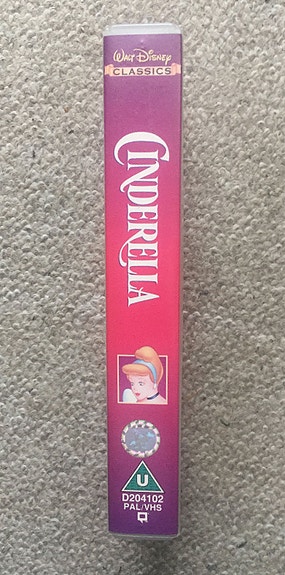 WALT DISNEY
CLASSICS
CINDERELLA
U
D204102
PAL/VHS